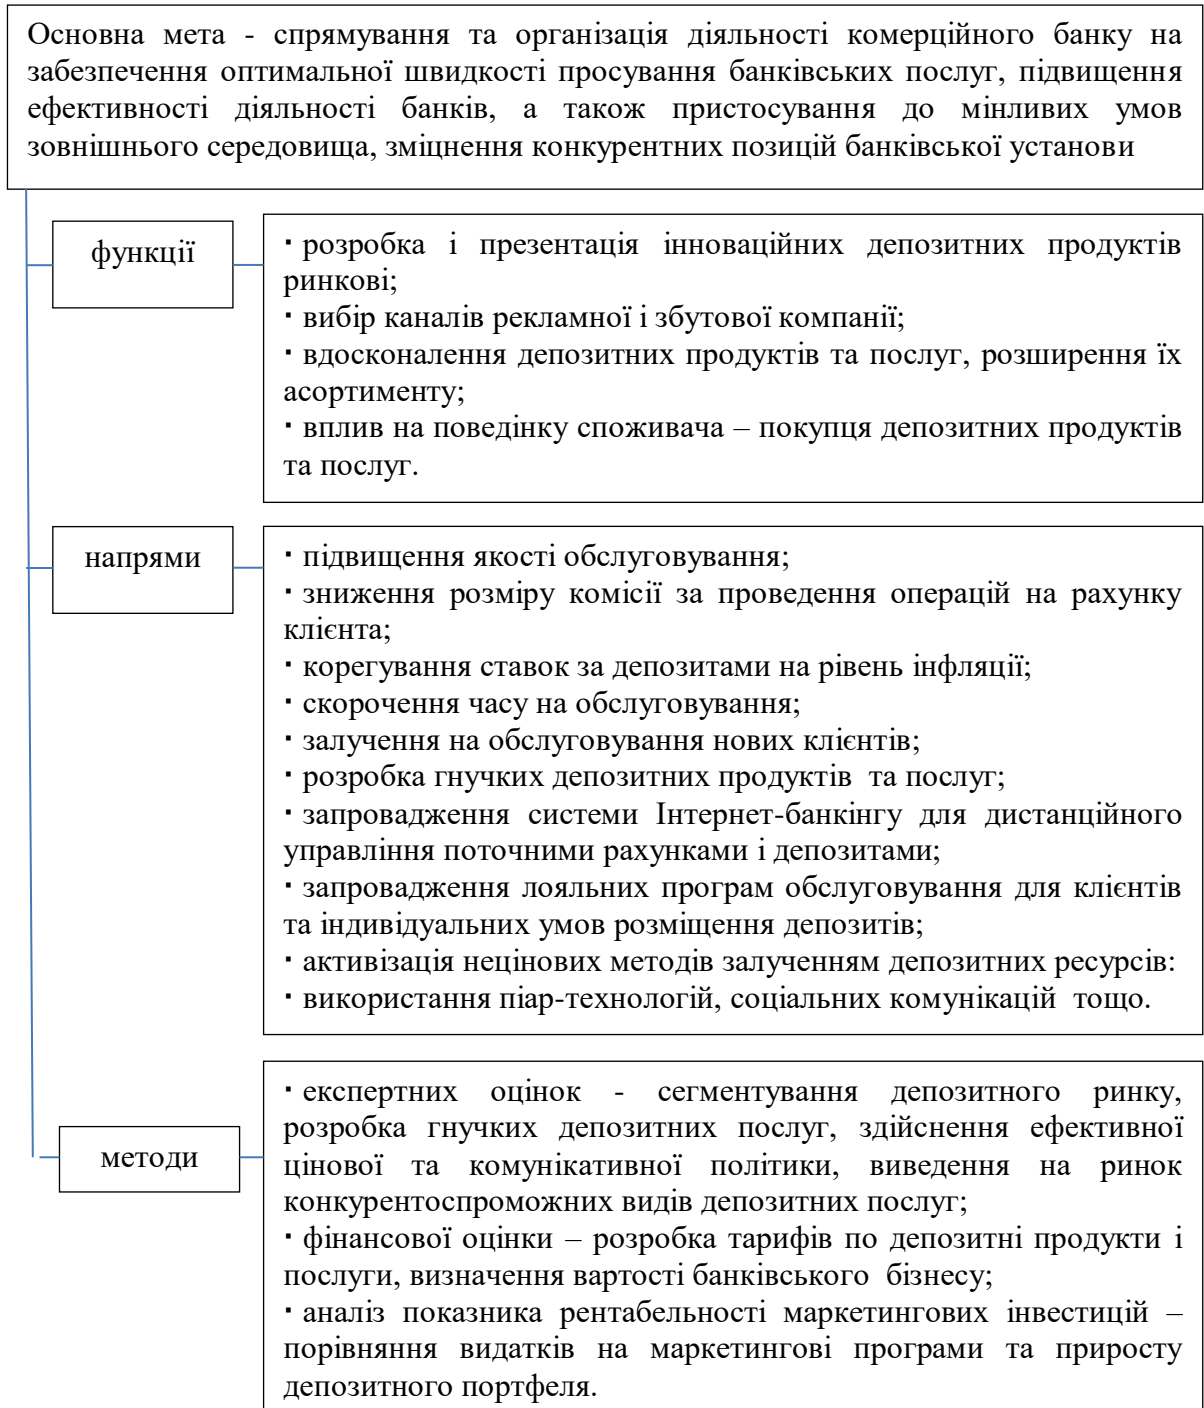 Основна мета - спрямування та організація діяльності комерційного банку на
забезпечення оптимальної швидкості просування банківських послуг, підвищення
ефективності діяльності банків, а також пристосування до мінливих умов
зовнішнього середовища, зміцнення конкурентних позицій банківської установи
функції
· розробка і презентація інноваційних депозитних продуктів
ринкові;
· вибір каналів рекламної і збутової компанії;
· вдосконалення депозитних продуктів та послуг, розширення їх
асортименту;
· вплив на поведінку споживача – покупця депозитних продуктів
та послуг.
напрями
· підвищення якості обслуговування;
· зниження розміру комісії за проведення операцій на рахунку
клієнта;
· корегування ставок за депозитами на рівень інфляції;
· скорочення часу на обслуговування;
· залучення на обслуговування нових клієнтів;
· розробка гнучких депозитних продуктів та послуг;
· запровадження системи Інтернет-банкінгу для дистанційного
управління поточними рахунками і депозитами;
· запровадження лояльних програм обслуговування для клієнтів
та індивідуальних умов розміщення депозитів;
· активізація нецінових методів залученням депозитних ресурсів:
· використання піар-технологій, соціальних комунікацій тощо.
методи
· експертних оцінок - сегментування депозитного ринку,
розробка гнучких депозитних послуг, здійснення ефективної
цінової та комунікативної політики, виведення на ринок
конкурентоспроможних видів депозитних послуг;
· фінансової оцінки – розробка тарифів по депозитні продукти і
послуги, визначення вартості банківського бізнесу;
· аналіз показника рентабельності маркетингових інвестицій –
порівняння видатків на маркетингові програми та приросту
депозитного портфеля.